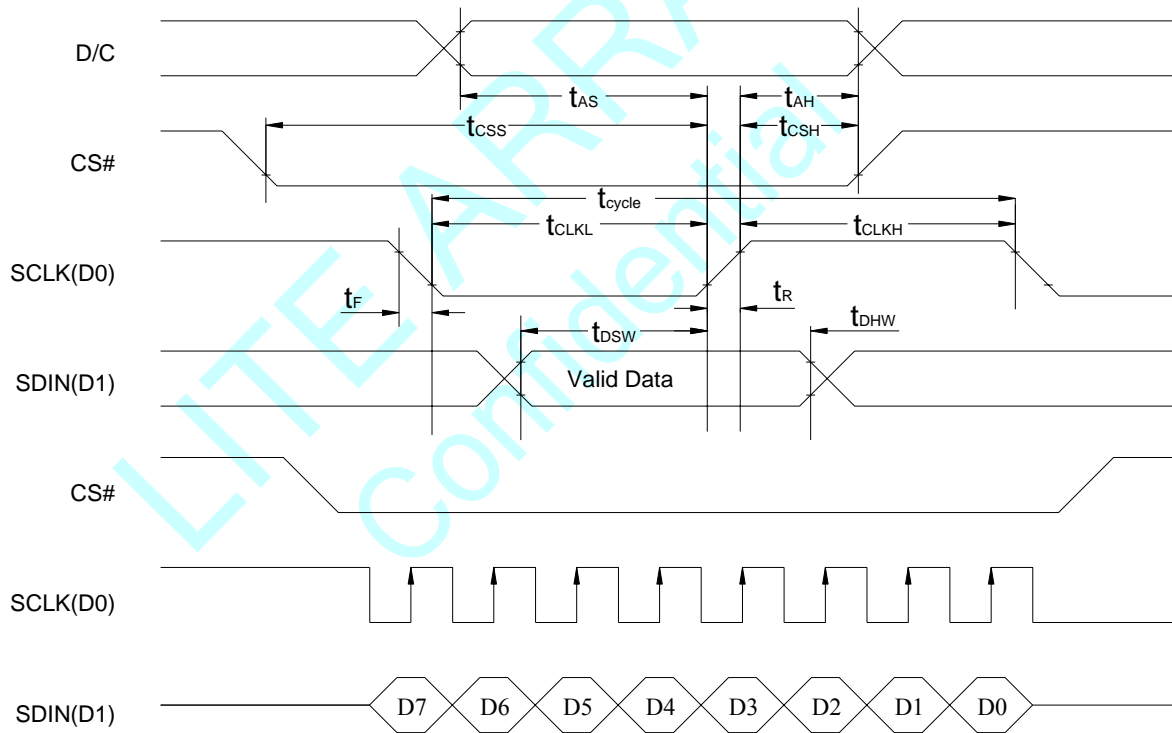 D/C
tAS
tAH
tCSS
tCSH
CS#
tcycle
tCLKL
tCLKH
SCLK(D0)
tF
tR
tDSW
tDHW
SDIN(D1)
Valid Data
CS#
SCLK(D0)
SDIN(D1)
D7 D6 D5 D4 D3 D2 D1 D0
LITE ARRA
Confidential